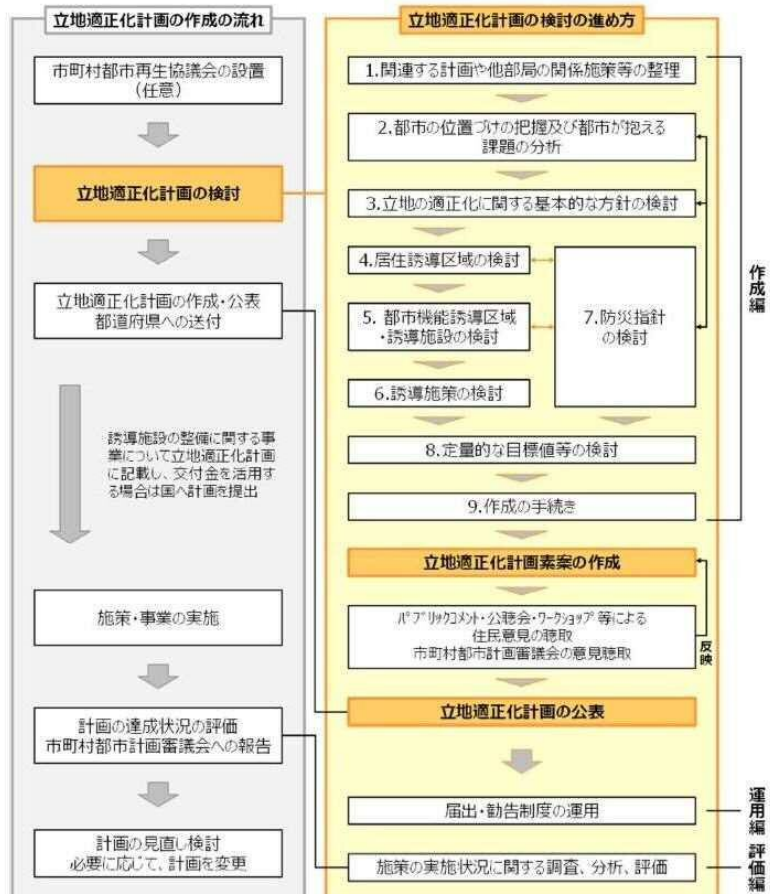 立地適正化計画の作成の流れ
市町村都市再生協議会の設置
(任意)
立地適正化計画の検討
立地適正化計画の作成・公表
都道府県への送付
誘導施設の整備に関する事
業について立地適正化計画
に記載し、交付金を活用す
る場合は国へ計画を提出
施策・事業の実施
計画の達成状況の評価
市町村都市計画審議会への報告
計画の見直し検討
必要に応じて、計画を変更
立地適正化計画の検討の進め方
1.関連する計画や他部局の関係施策等の整理
2.都市の位置づけの把握及び都市が抱える
課題の分析
3.立地の適正化に関する基本的な方針の検討
4.居住誘導区域の検討
5. 都市機能誘導区域
・誘導施設の検討
6.誘導施策の検討
7.防災指針
の検討
8.定量的な目標値等の検討
9.作成の手続き
立地適正化計画素案の作成
パブリックコメント・公聴会・ワークショップ等による
住民意見の聴取
市町村都市計画審議会の意見聴取
反映
立地適正化計画の公表
届出・勧告制度の運用
施策の実施状況に関する調査、分析、評価
作成編
運用編
評価編